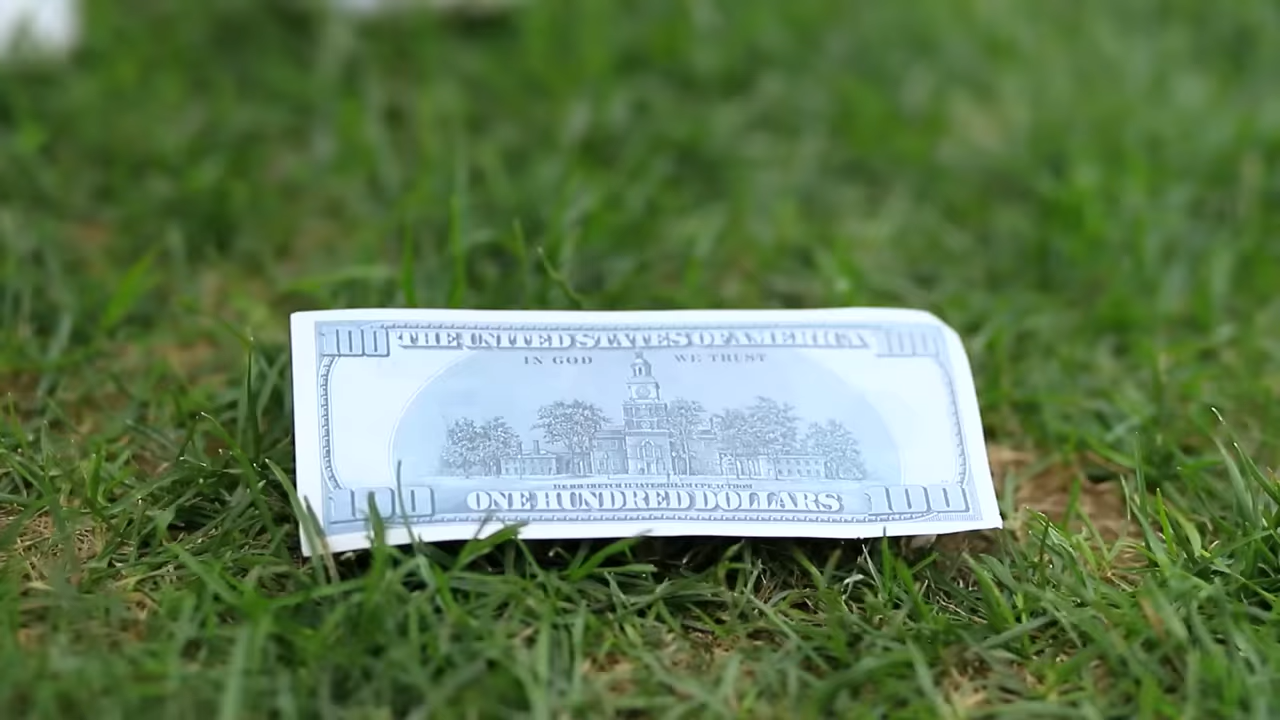 100 THE UNITED STATES OF AMERICA 100
IN GOD WE TRUST
100 ONE HUNDRED DOLLARS 100